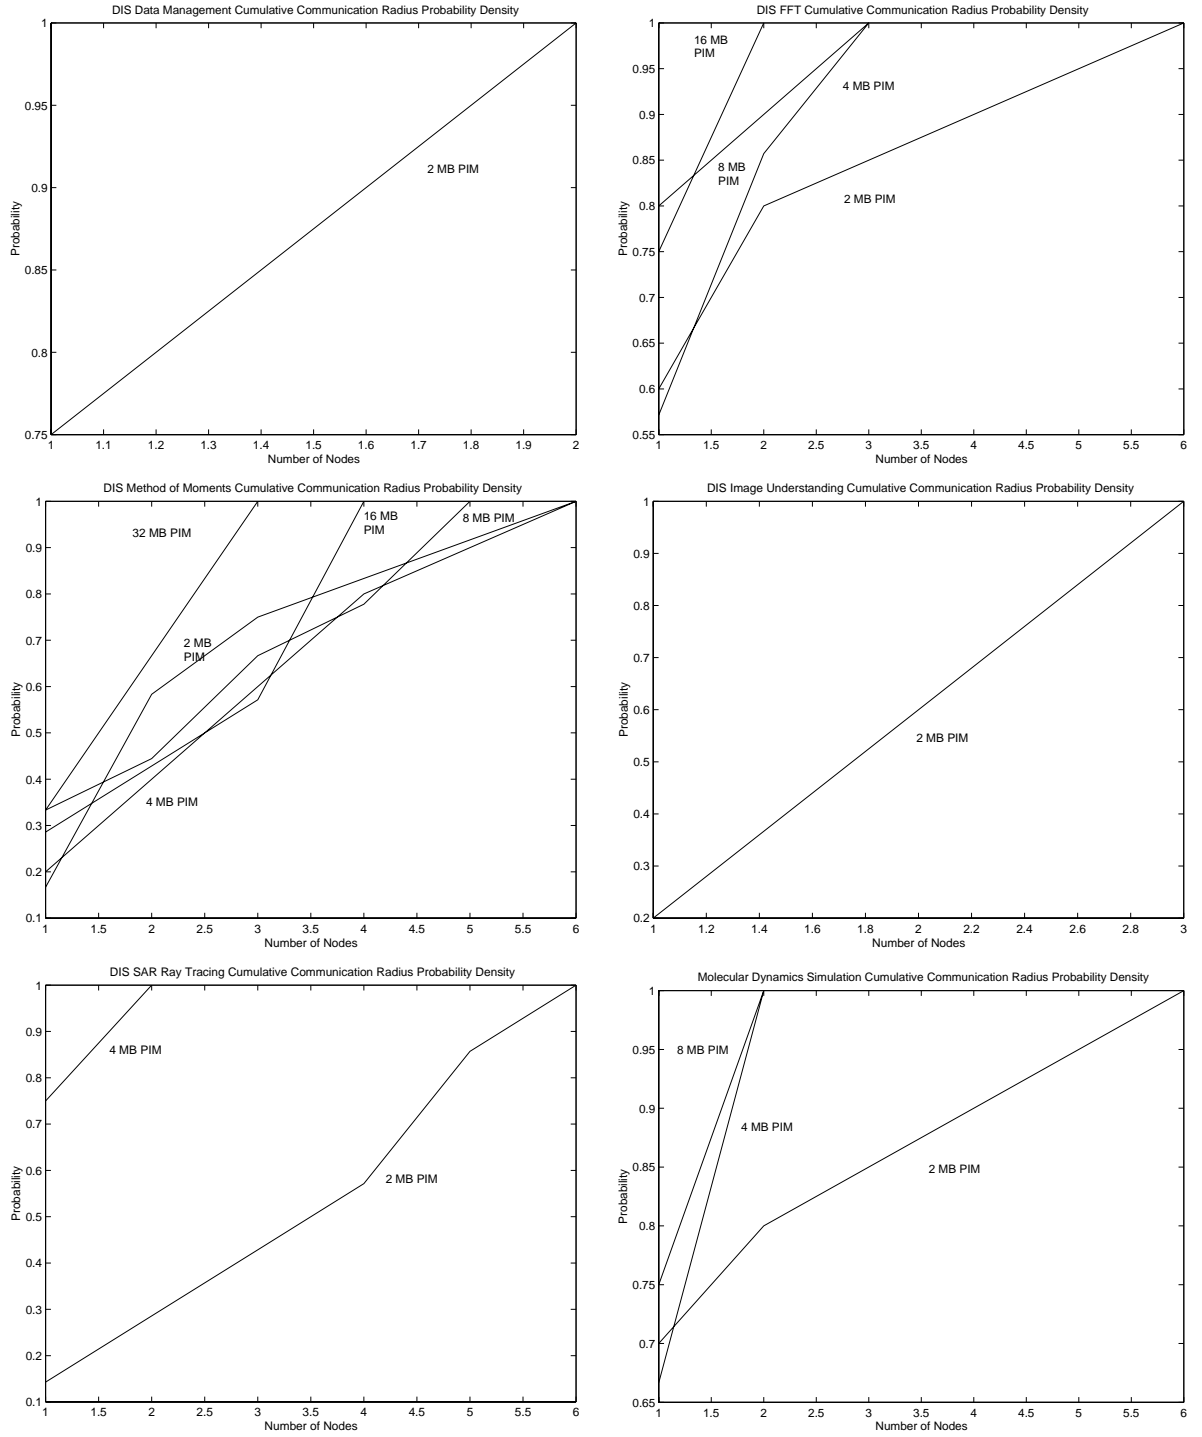 DIS Data Management Cumulative Communication Radius Probability Density
1
0.95
0.9
0.85
0.8
0.75
Probability
2 MB PIM
1 1.1 1.2 1.3 1.4 1.5 1.6 1.7 1.8 1.9 2
Number of Nodes
DIS FFT Cumulative Communication Radius Probability Density
1
0.95
0.9
0.85
0.8
0.75
0.7
0.65
0.6
0.55
Probability
16 MB
PIM
4 MB PIM
8 MB
PIM
2 MB PIM
1 1.5 2 2.5 3 3.5 4 4.5 5 5.5 6
Number of Nodes
DIS Method of Moments Cumulative Communication Radius Probability Density
1
0.9
0.8
0.7
0.6
0.5
0.4
0.3
0.2
0.1
Probability
32 MB PIM
16 MB
PIM
8 MB PIM
2 MB
PIM
4 MB PIM
1 1.5 2 2.5 3 3.5 4 4.5 5 5.5 6
Number of Nodes
DIS Image Understanding Cumulative Communication Radius Probability Density
1
0.9
0.8
0.7
0.6
0.5
0.4
0.3
0.2
Probability
2 MB PIM
1 1.2 1.4 1.6 1.8 2 2.2 2.4 2.6 2.8 3
Number of Nodes
DIS SAR Ray Tracing Cumulative Communication Radius Probability Density
1
0.9
0.8
0.7
0.6
0.5
0.4
0.3
0.2
0.1
Probability
4 MB PIM
2 MB PIM
1 1.5 2 2.5 3 3.5 4 4.5 5 5.5 6
Number of Nodes
Molecular Dynamics Simulation Cumulative Communication Radius Probability Density
1
0.95
0.9
0.85
0.8
0.75
0.7
0.65
Probability
8 MB PIM
4 MB PIM
2 MB PIM
1 1.5 2 2.5 3 3.5 4 4.5 5 5.5 6
Number of Nodes